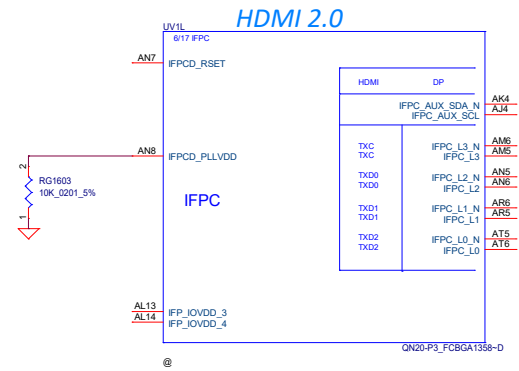 HDMI 2.0
UV1L
6/17 IFPC
AN7
IFPCD_RSET
HDMI DP
IFPC_AUX_SDA_N AK4
IFPC_AUX_SCL AJ4
AN8
IFPCD_PLLVDD
TXC IFPC_L3_N AM6
TXC IFPC_L3 AM5
2
RG1603
10K_0201_5%
1
IFPC
TXD0 IFPC_L2_N AN5
TXD0 IFPC_L2 AN6
TXD1 IFPC_L1_N AR6
TXD1 IFPC_L1 AR5
TXD2 IFPC_L0_N AT5
TXD2 IFPC_L0 AT6
AL13 IFP_IOVDD_3
AL14 IFP_IOVDD_4
QN20-P3_FCBGA1358~D
@